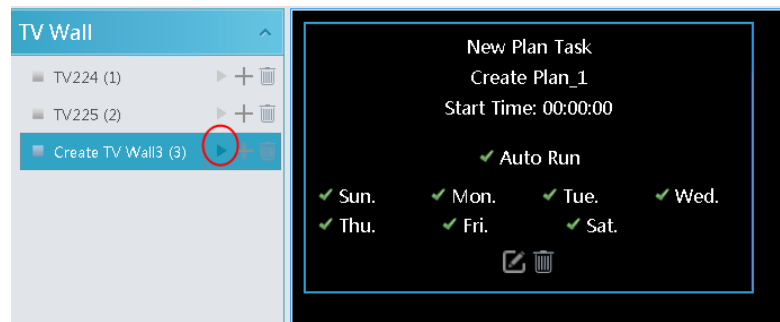 TV Wall
TV224 (1)
TV225 (2)
Create TV Wall3 (3)
New Plan Task
Create Plan_1
Start Time: 00:00:00
Auto Run
Sun. Mon. Tue. Wed.
Thu. Fri. Sat.